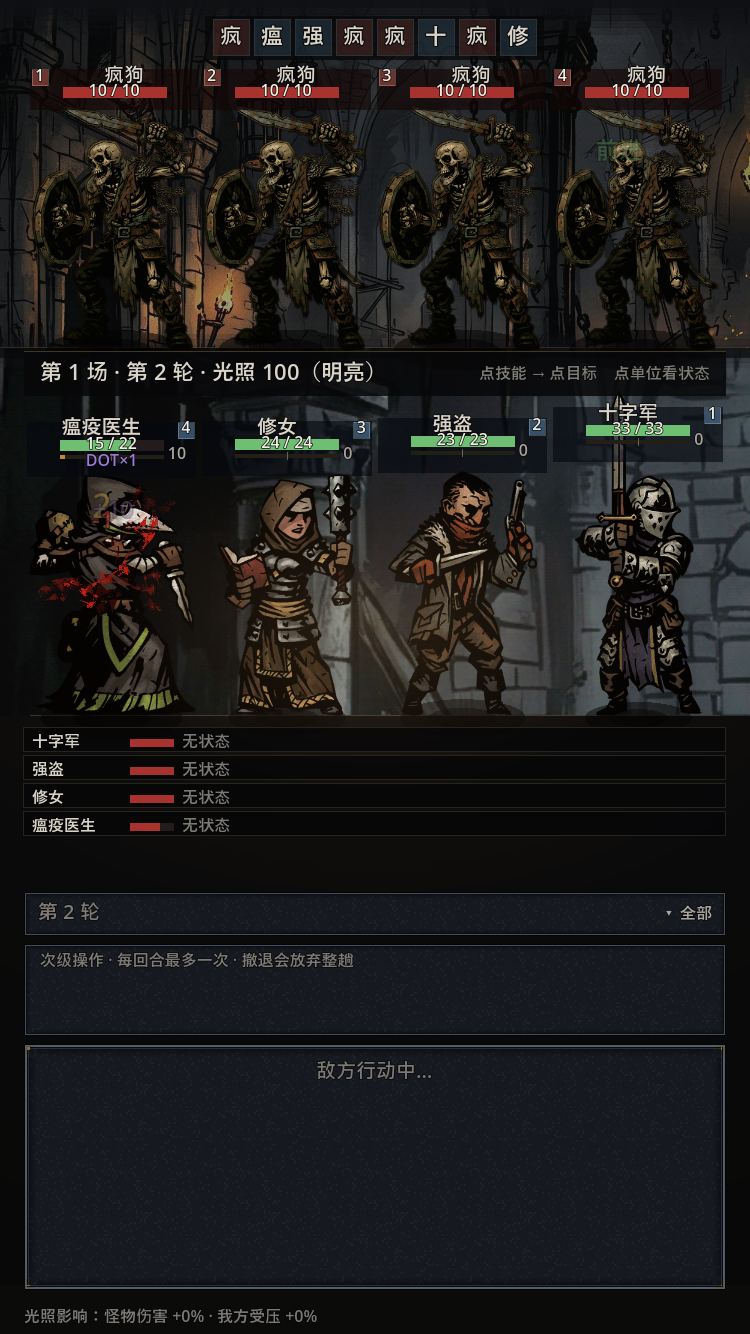 疯 瘟 强 疯 疯 十 疯 修
1 疯狗 2 疯狗 3 疯狗 4 疯狗
10 / 10 10 / 10 10 / 10 10 / 10
第 1 场 · 第 2 轮 · 光照 100（明亮） 点技能 → 点目标 点单位看状态
瘟疫医生 4 修女 3 强盗 2 十字军 1
15 / 22 10 24 / 24 0 23 / 23 0 33 / 33 0
DOT×1
十字军 无状态
强盗 无状态
修女 无状态
瘟疫医生 无状态
第 2 轮 ▾ 全部
次级操作 · 每回合最多一次 · 撤退会放弃整趟
敌方行动中...
光照影响：怪物伤害 +0% · 我方受压 +0%